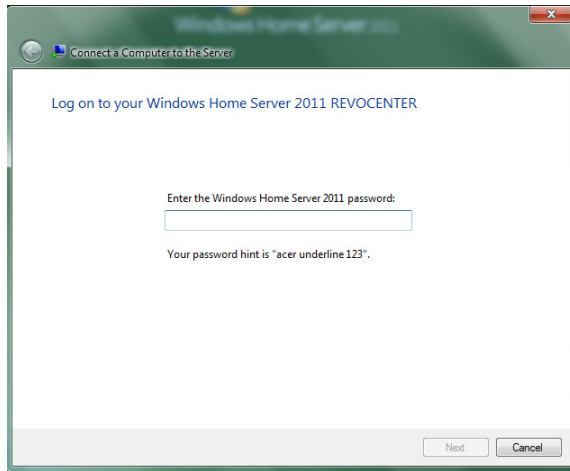 Windows Home Server 2011
Connect a Computer to the Server
Log on to your Windows Home Server 2011 REVOCENTER
Enter the Windows Home Server 2011 password:
Your password hint is "acer underline 123".
Next
Cancel